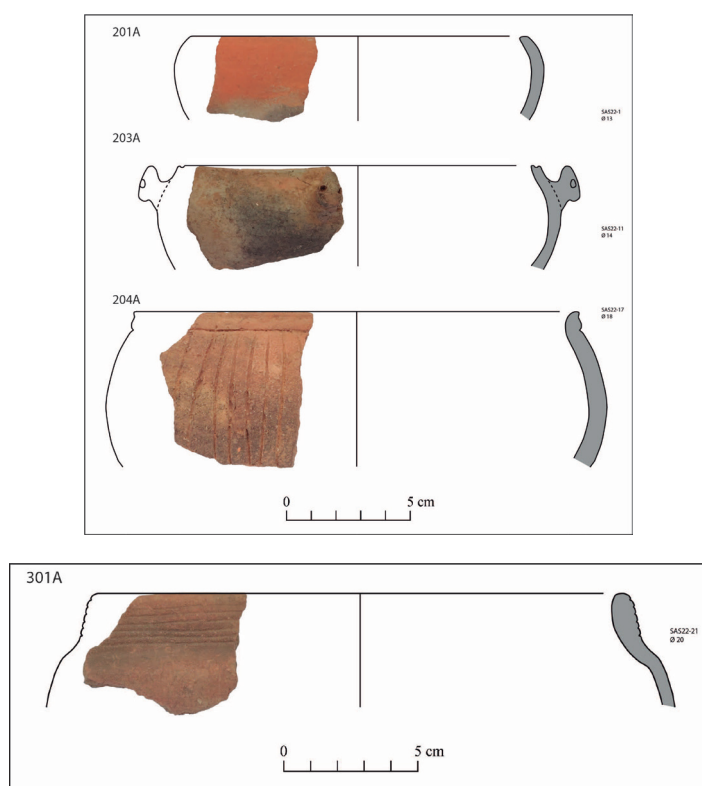 201A
SAS22-1
Ø 13
203A
SAS22-11
Ø 14
204A
SAS22-17
Ø 18
0 5 cm
301A
SAS22-21
Ø 20
0 5 cm